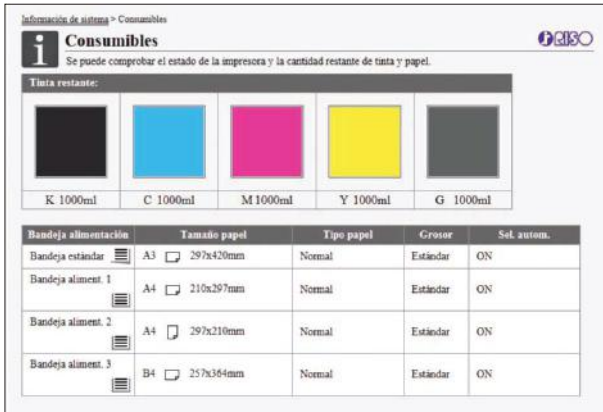 Información de sistema > Consumibles
i Consumibles
RISO
Se puede comprobar el estado de la impresora y la cantidad restante de tinta y papel.
Tinta restante:
K 1000ml C 1000ml M 1000ml Y 1000ml G 1000ml
Bandeja alimentación Tamaño papel Tipo papel Grosor Sel. autom.
Bandeja estándar A3 297x420mm Normal Estándar ON
Bandeja aliment. 1
A4 210x297mm Normal Estándar ON
Bandeja aliment. 2
A4 297x210mm Normal Estándar ON
Bandeja aliment. 3
B4 257x364mm Normal Estándar ON